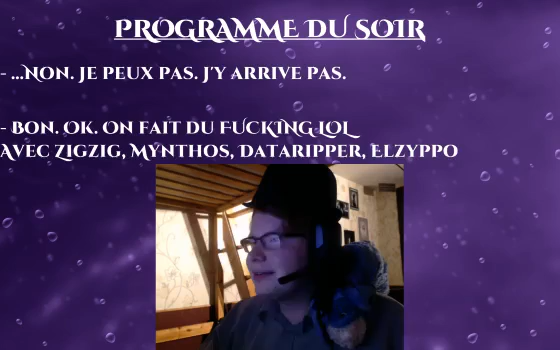 PROGRAMME DU SOIR
- ...NON. JE PEUX PAS. J'Y ARRIVE PAS.
- BON. OK. ON FAIT DU FUCKING LOL
AVEC ZIGZIG, MYNTHOS, DATARIPPER, ELZYPPO